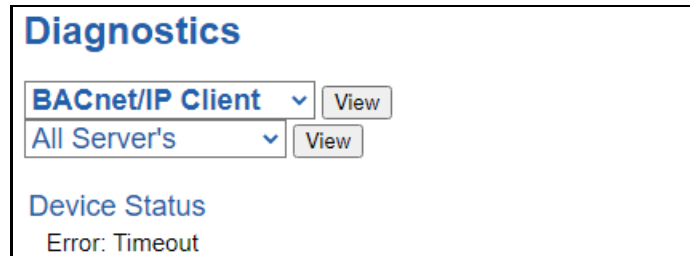 Diagnostics
BACnet/IP Client View
All Server's View
Device Status
Error: Timeout